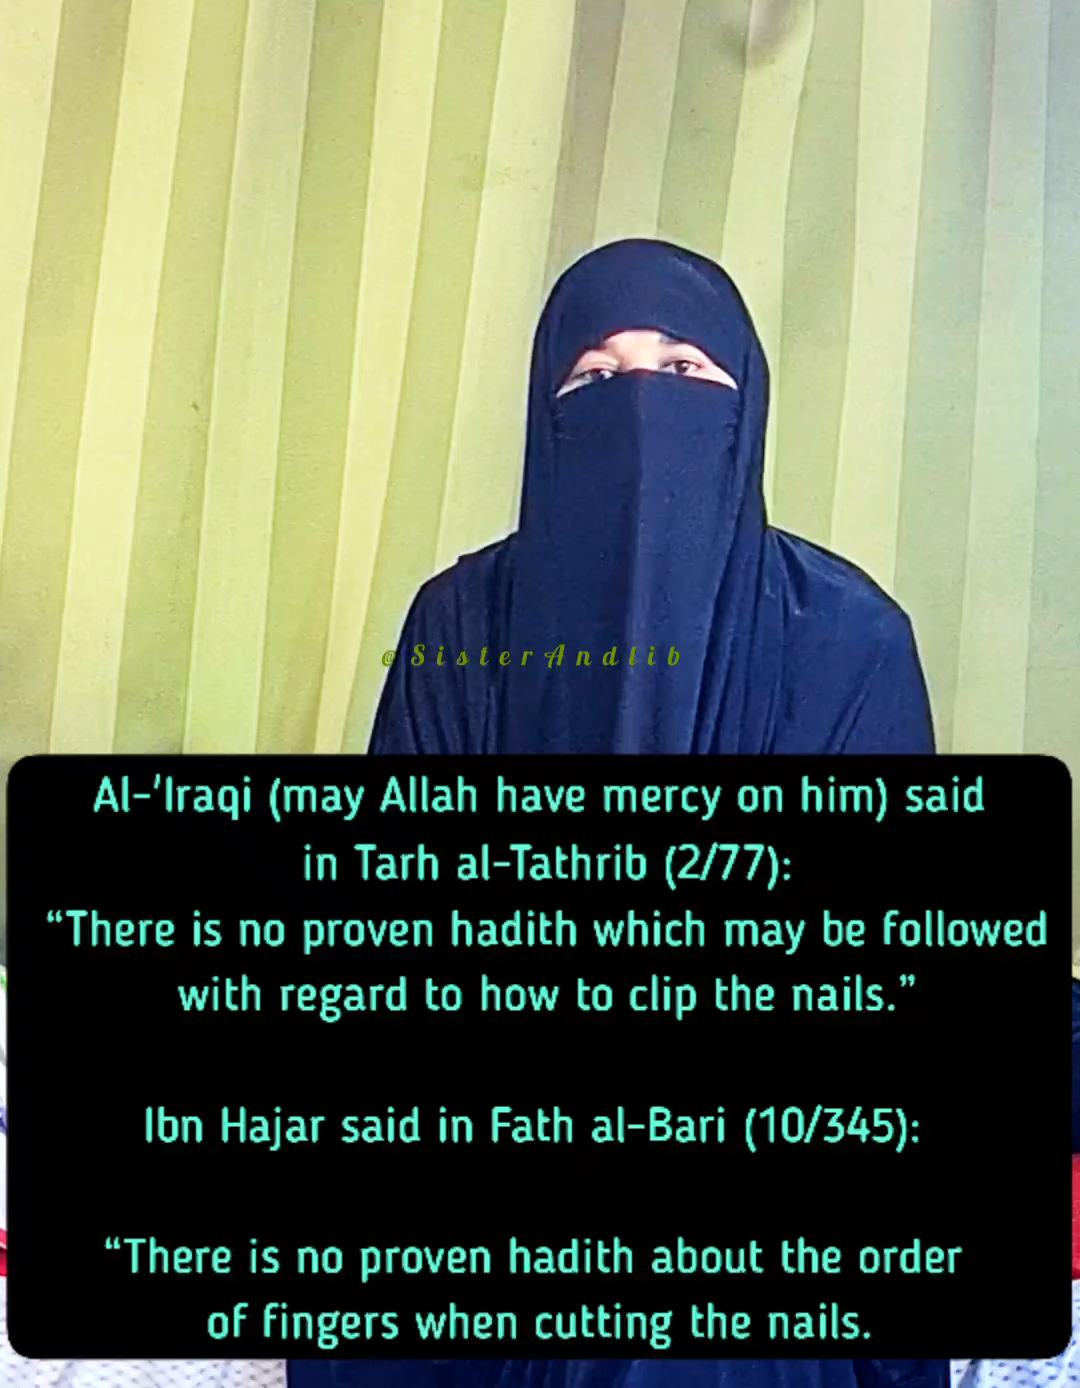 @SisterAndlib
Al-'Iraqi (may Allah have mercy on him) said
in Tarh al-Tathrib (2/77):
“There is no proven hadith which may be followed
with regard to how to clip the nails.”
Ibn Hajar said in Fath al-Bari (10/345):
“There is no proven hadith about the order
of fingers when cutting the nails.